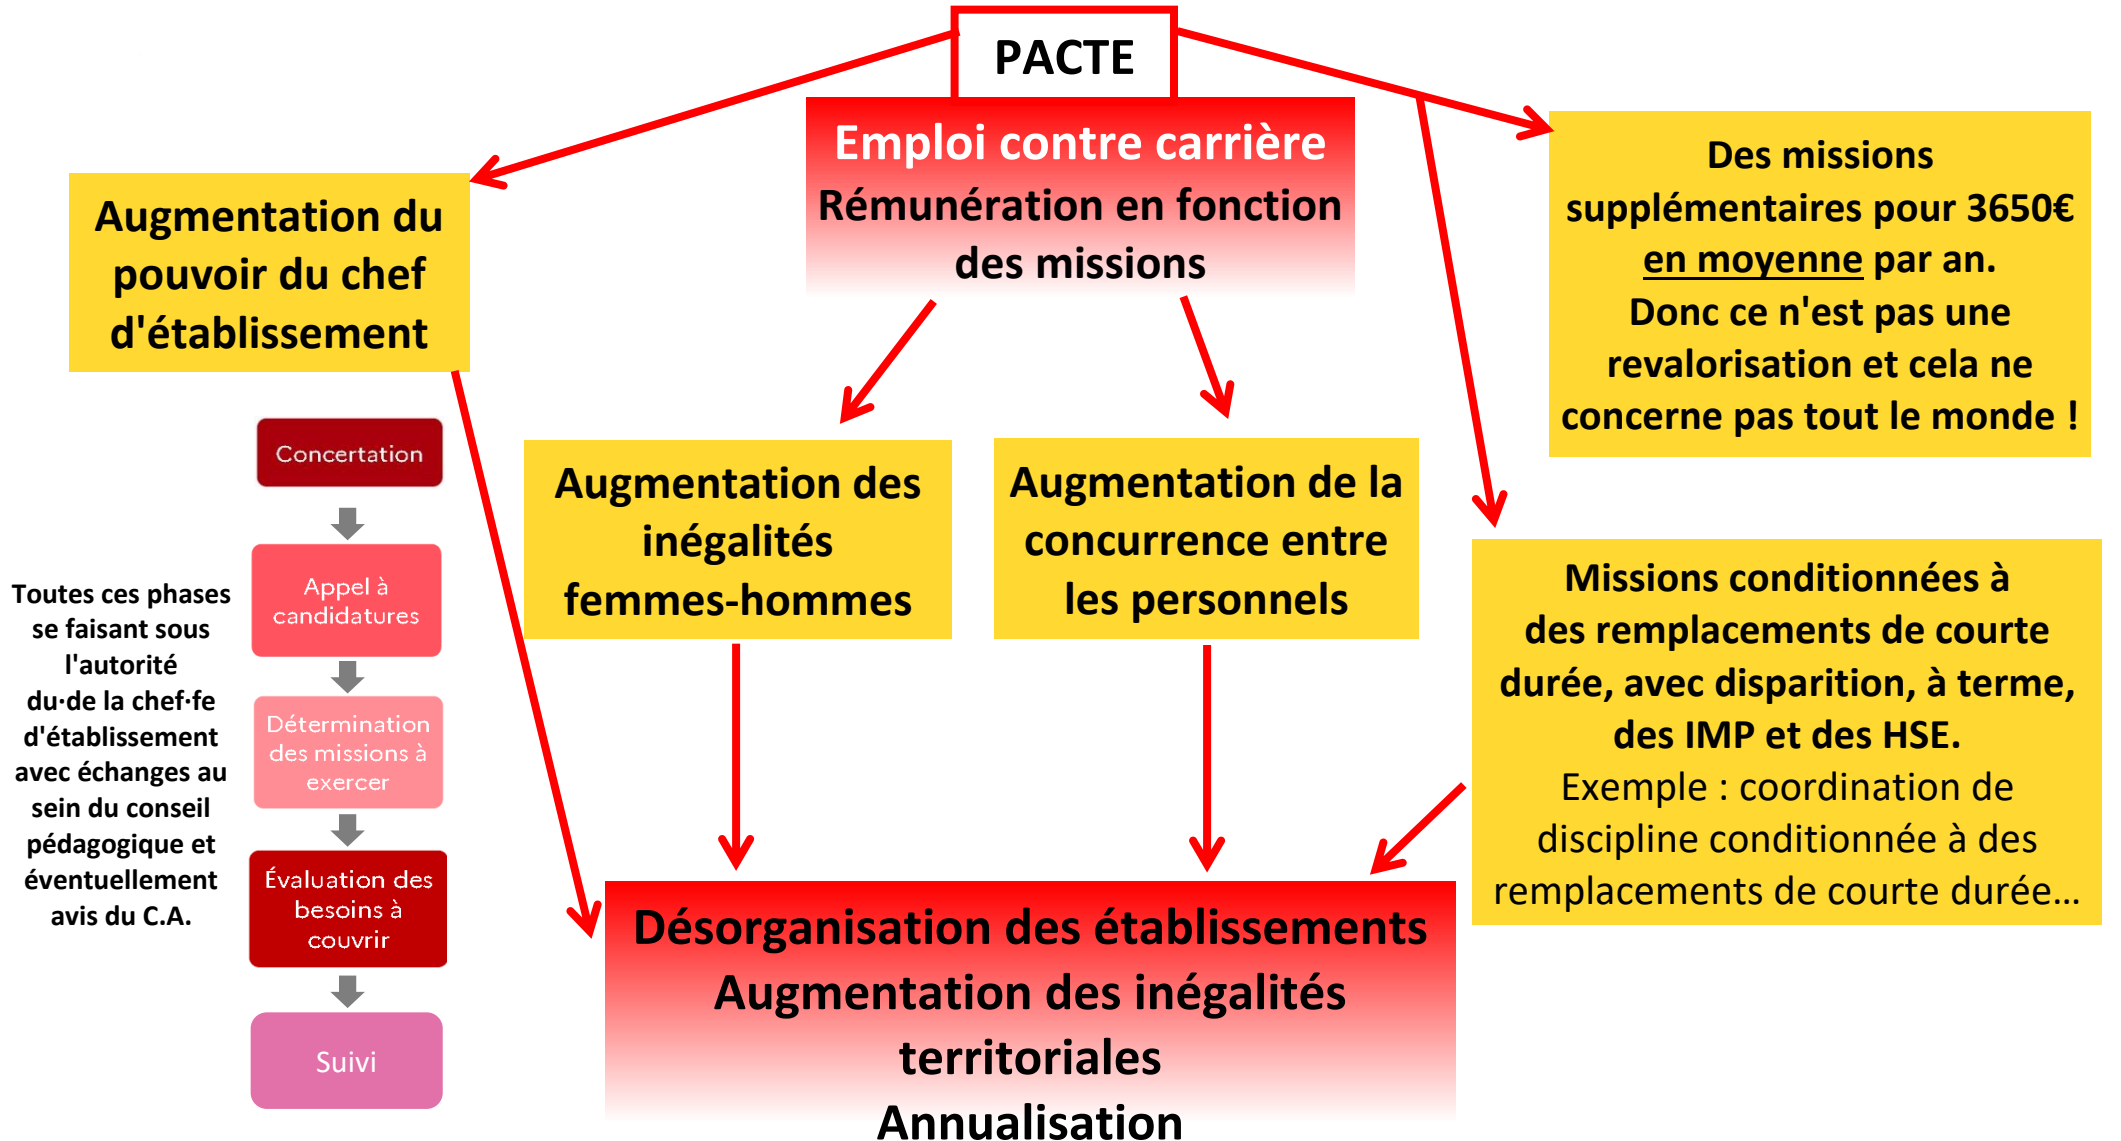 PACTE
Emploi contre carrière
Rémunération en fonction
des missions
Augmentation du
pouvoir du chef
d'établissement
Des missions
supplémentaires pour 3650€
en moyenne par an.
Donc ce n'est pas une
revalorisation et cela ne
concerne pas tout le monde !
Concertation
Appel à
candidatures
Détermination
des missions à
exercer
Évaluation des
besoins à
couvrir
Suivi
Toutes ces phases
se faisant sous
l'autorité
du·de la chef·fe
d'établissement
avec échanges au
sein du conseil
pédagogique et
éventuellement
avis du C.A.
Augmentation des
inégalités
femmes-hommes
Augmentation de la
concurrence entre
les personnels
Missions conditionnées à
des remplacements de courte
durée, avec disparition, à terme,
des IMP et des HSE.
Exemple : coordination de
discipline conditionnée à des
remplacements de courte durée...
Désorganisation des établissements
Augmentation des inégalités
territoriales
Annualisation